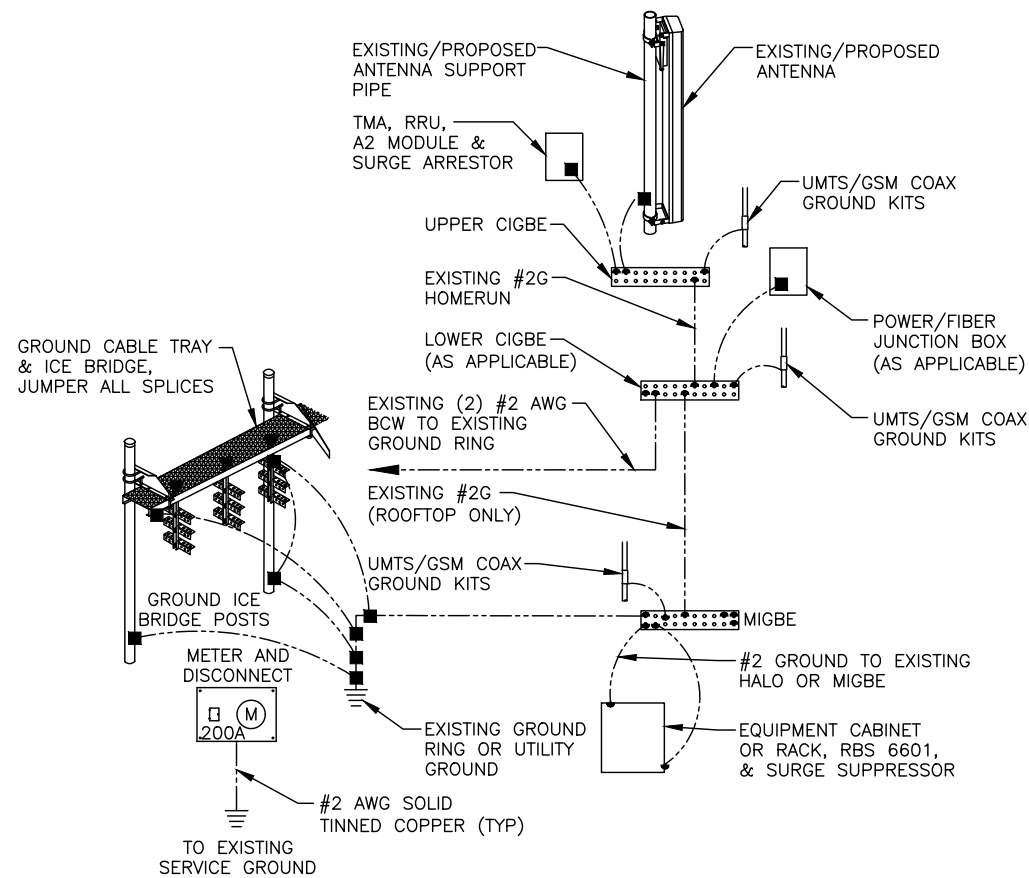 EXISTING/PROPOSED
ANTENNA SUPPORT
PIPE
EXISTING/PROPOSED
ANTENNA
TMA, RRU,
A2 MODULE &
SURGE ARRESTOR
UMTS/GSM COAX
GROUND KITS
UPPER CIGBE
EXISTING #2G
HOMERUN
POWER/FIBER
JUNCTION BOX
(AS APPLICABLE)
LOWER CIGBE
(AS APPLICABLE)
GROUND CABLE TRAY
& ICE BRIDGE,
JUMPER ALL SPLICES
EXISTING (2) #2 AWG
BCW TO EXISTING
GROUND RING
UMTS/GSM COAX
GROUND KITS
EXISTING #2G
(ROOFTOP ONLY)
UMTS/GSM COAX
GROUND KITS
GROUND ICE
BRIDGE POSTS
MIGBE
METER AND
DISCONNECT
M
200A
#2 GROUND TO EXISTING
HALO OR MIGBE
EXISTING GROUND
RING OR UTILITY
GROUND
EQUIPMENT CABINET
OR RACK, RBS 6601,
& SURGE SUPPRESSOR
#2 AWG SOLID
TINNED COPPER (TYP)
TO EXISTING
SERVICE GROUND